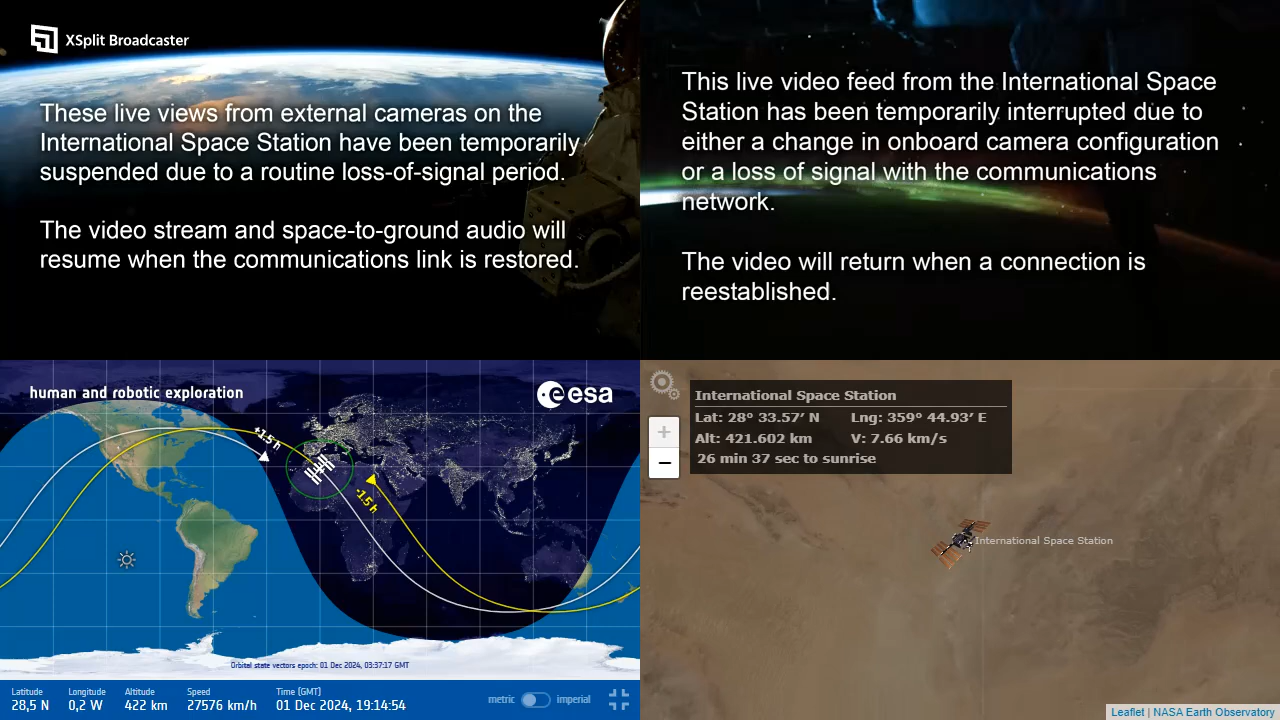 XSplit Broadcaster
These live views from external cameras on the
International Space Station have been temporarily
suspended due to a routine loss-of-signal period.
The video stream and space-to-ground audio will
resume when the communications link is restored.
This live video feed from the International Space
Station has been temporarily interrupted due to
either a change in onboard camera configuration
or a loss of signal with the communications
network.
The video will return when a connection is
reestablished.
human and robotic exploration
esa
+1.5 h
-1.5 h
Orbital state vectors epoch: 01 Dec 2024, 03:37:17 GMT
Latitude Longitude Altitude Speed Time (GMT)
28,5 N 0,2 W 422 km 27576 km/h 01 Dec 2024, 19:14:54
metric imperial
+
−
International Space Station
Lat: 28° 33.57′ N Lng: 359° 44.93′ E
Alt: 421.602 km V: 7.66 km/s
26 min 37 sec to sunrise
International Space Station
Leaflet | NASA Earth Observatory